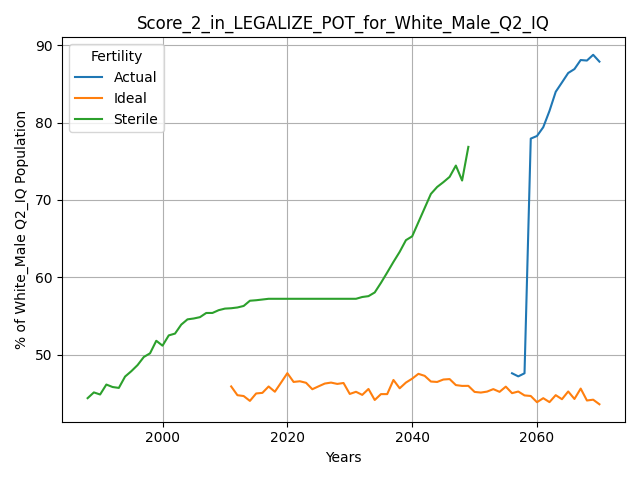 Score_2_in_LEGALIZE_POT_for_White_Male_Q2_IQ
Fertility
Actual
Ideal
Sterile
% of White_Male Q2_IQ Population
90
80
70
60
50
2000
2020
2040
2060
Years